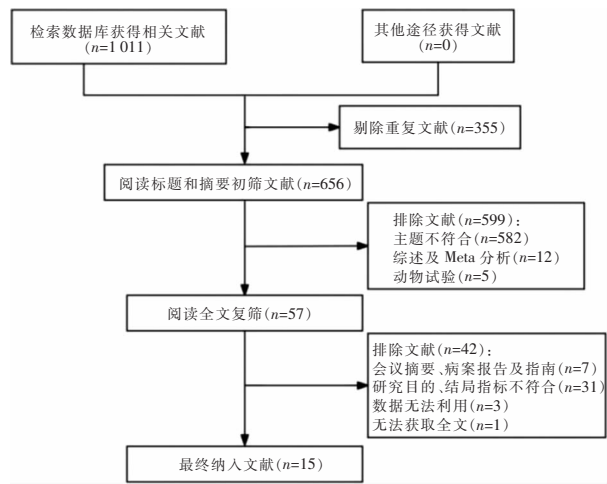 检索数据库获得相关文献
(n=1 011)
其他途径获得文献
(n=0)
剔除重复文献(n=355)
阅读标题和摘要初筛文献(n=656)
排除文献(n=599)：
主题不符合(n=582)
综述及 Meta 分析(n=12)
动物试验(n=5)
阅读全文复筛(n=57)
排除文献(n=42)：
会议摘要、病案报告及指南(n=7)
研究目的、结局指标不符合(n=31)
数据无法利用(n=3)
无法获取全文(n=1)
最终纳入文献(n=15)